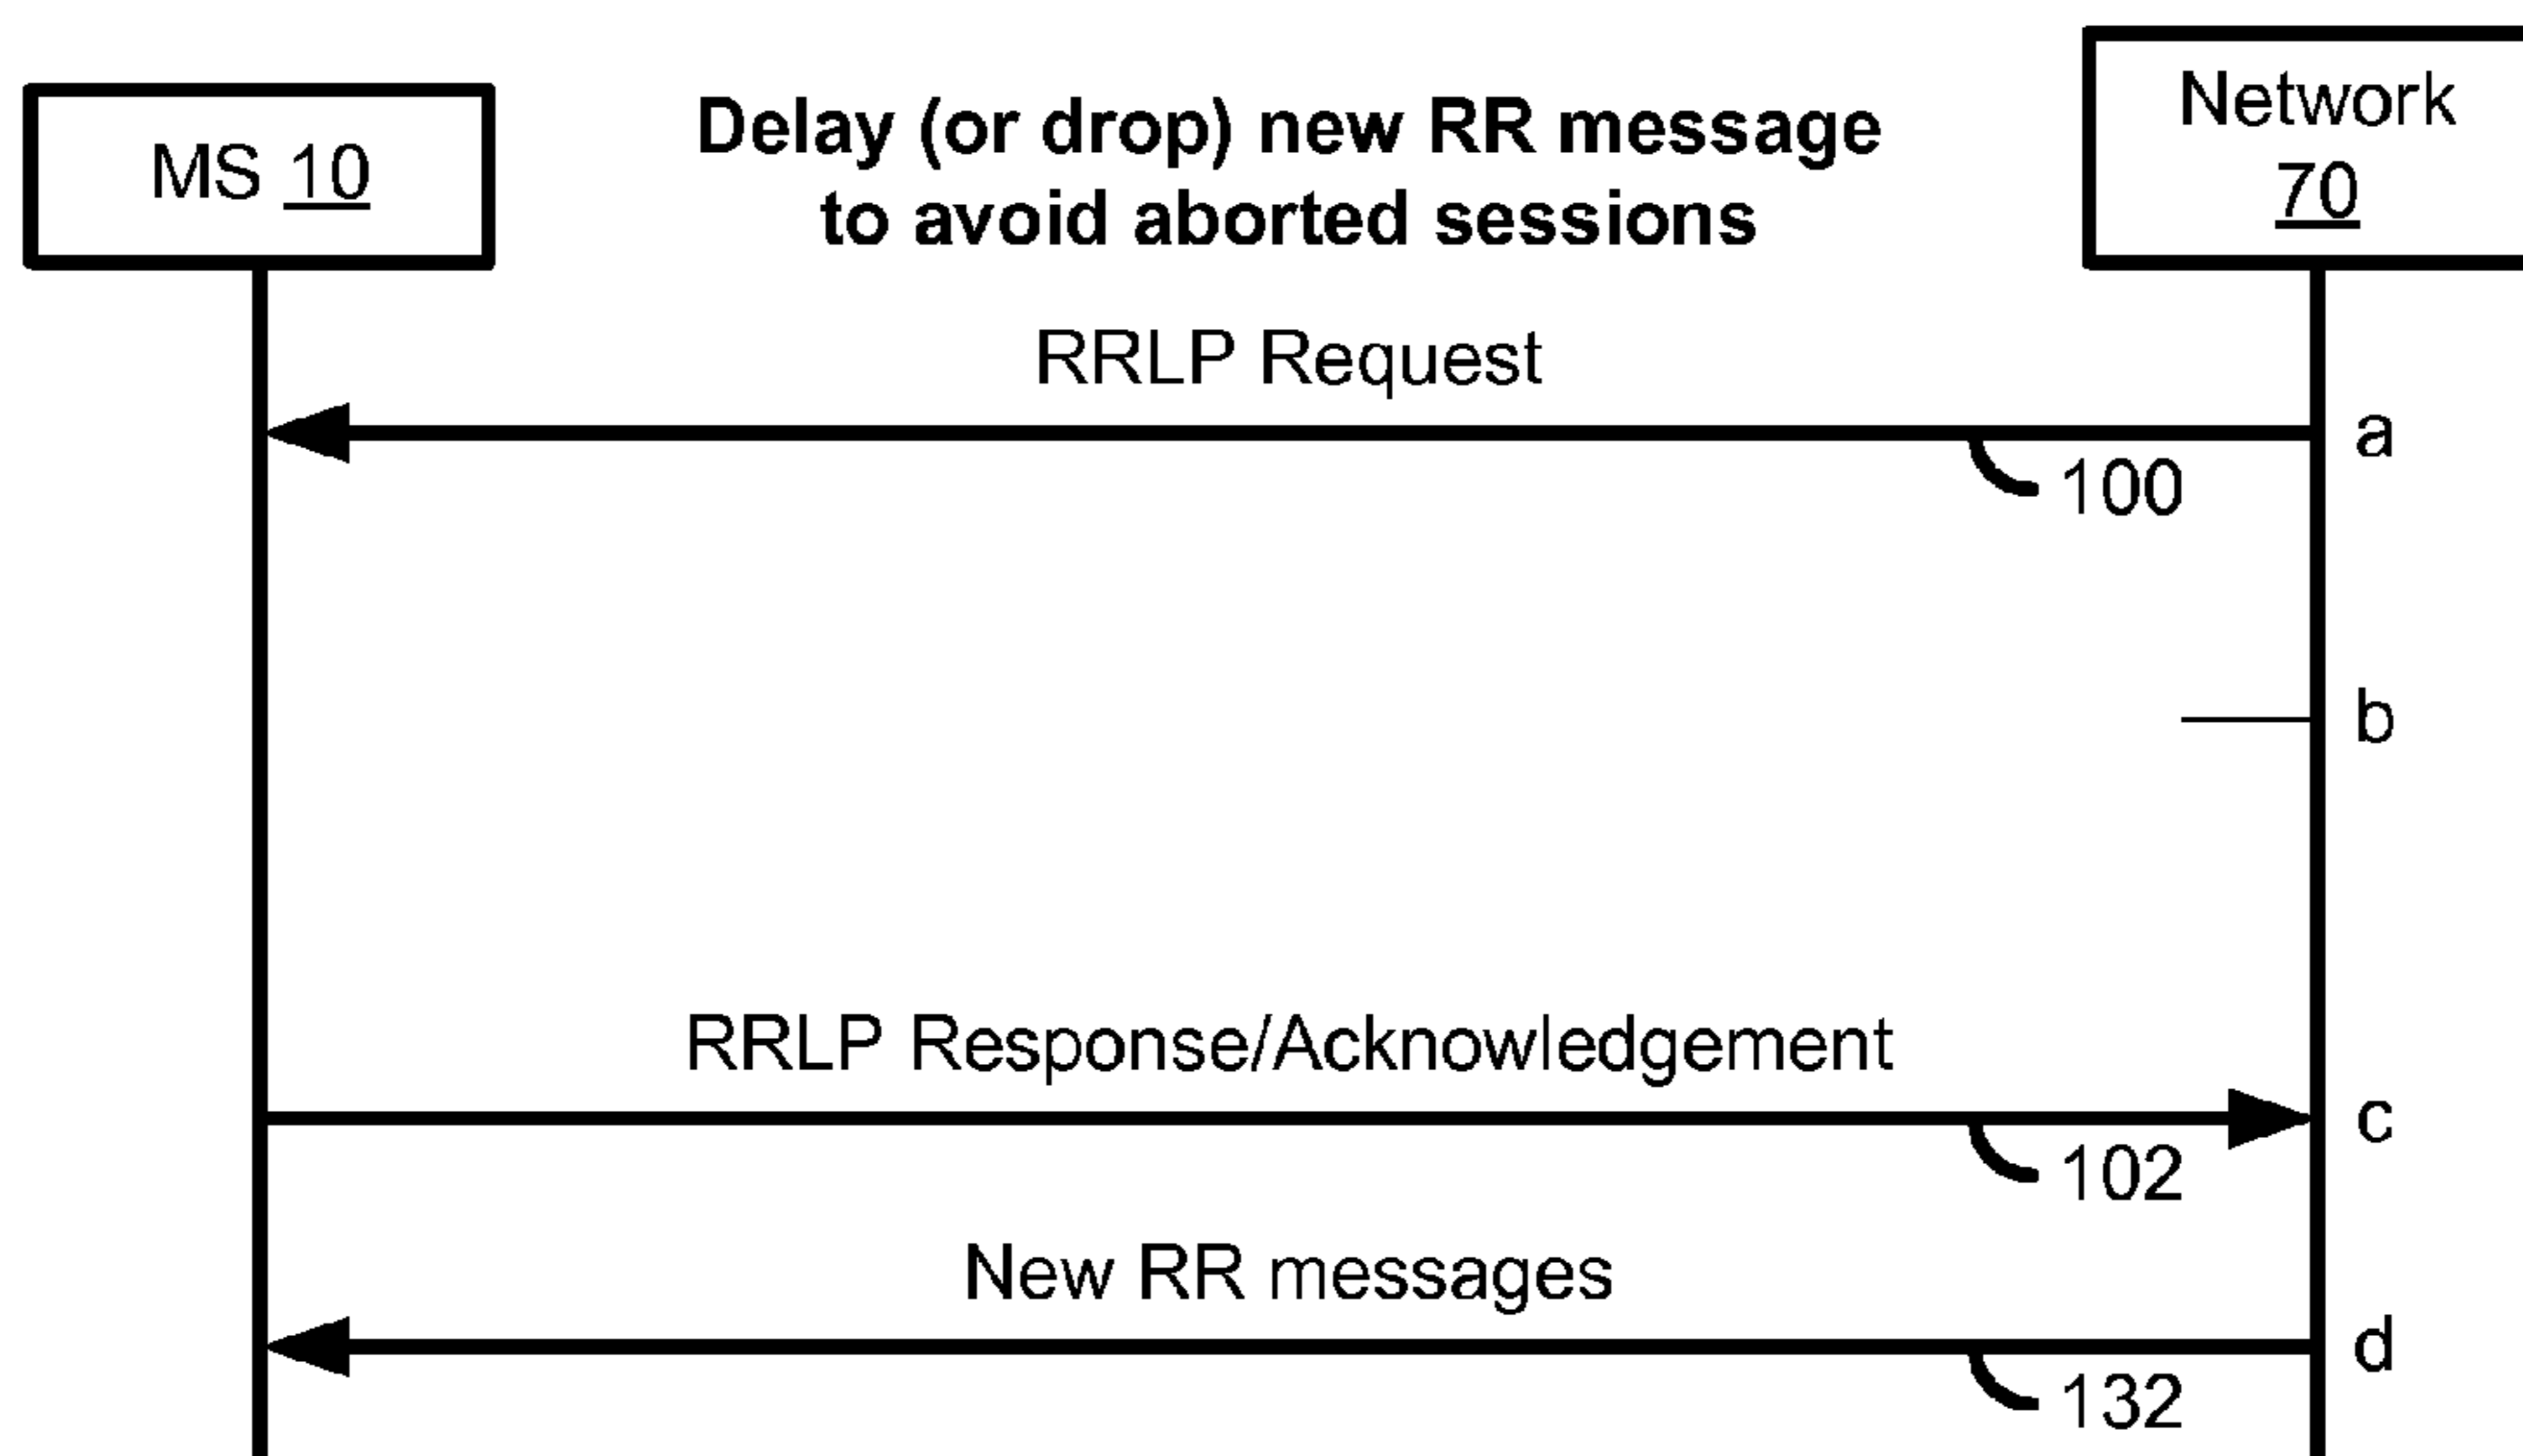 MS 10
Delay (or drop) new RR message
to avoid aborted sessions
Network
70
RRLP Request
a
100
b
RRLP Response/Acknowledgement
c
102
New RR messages
d
132